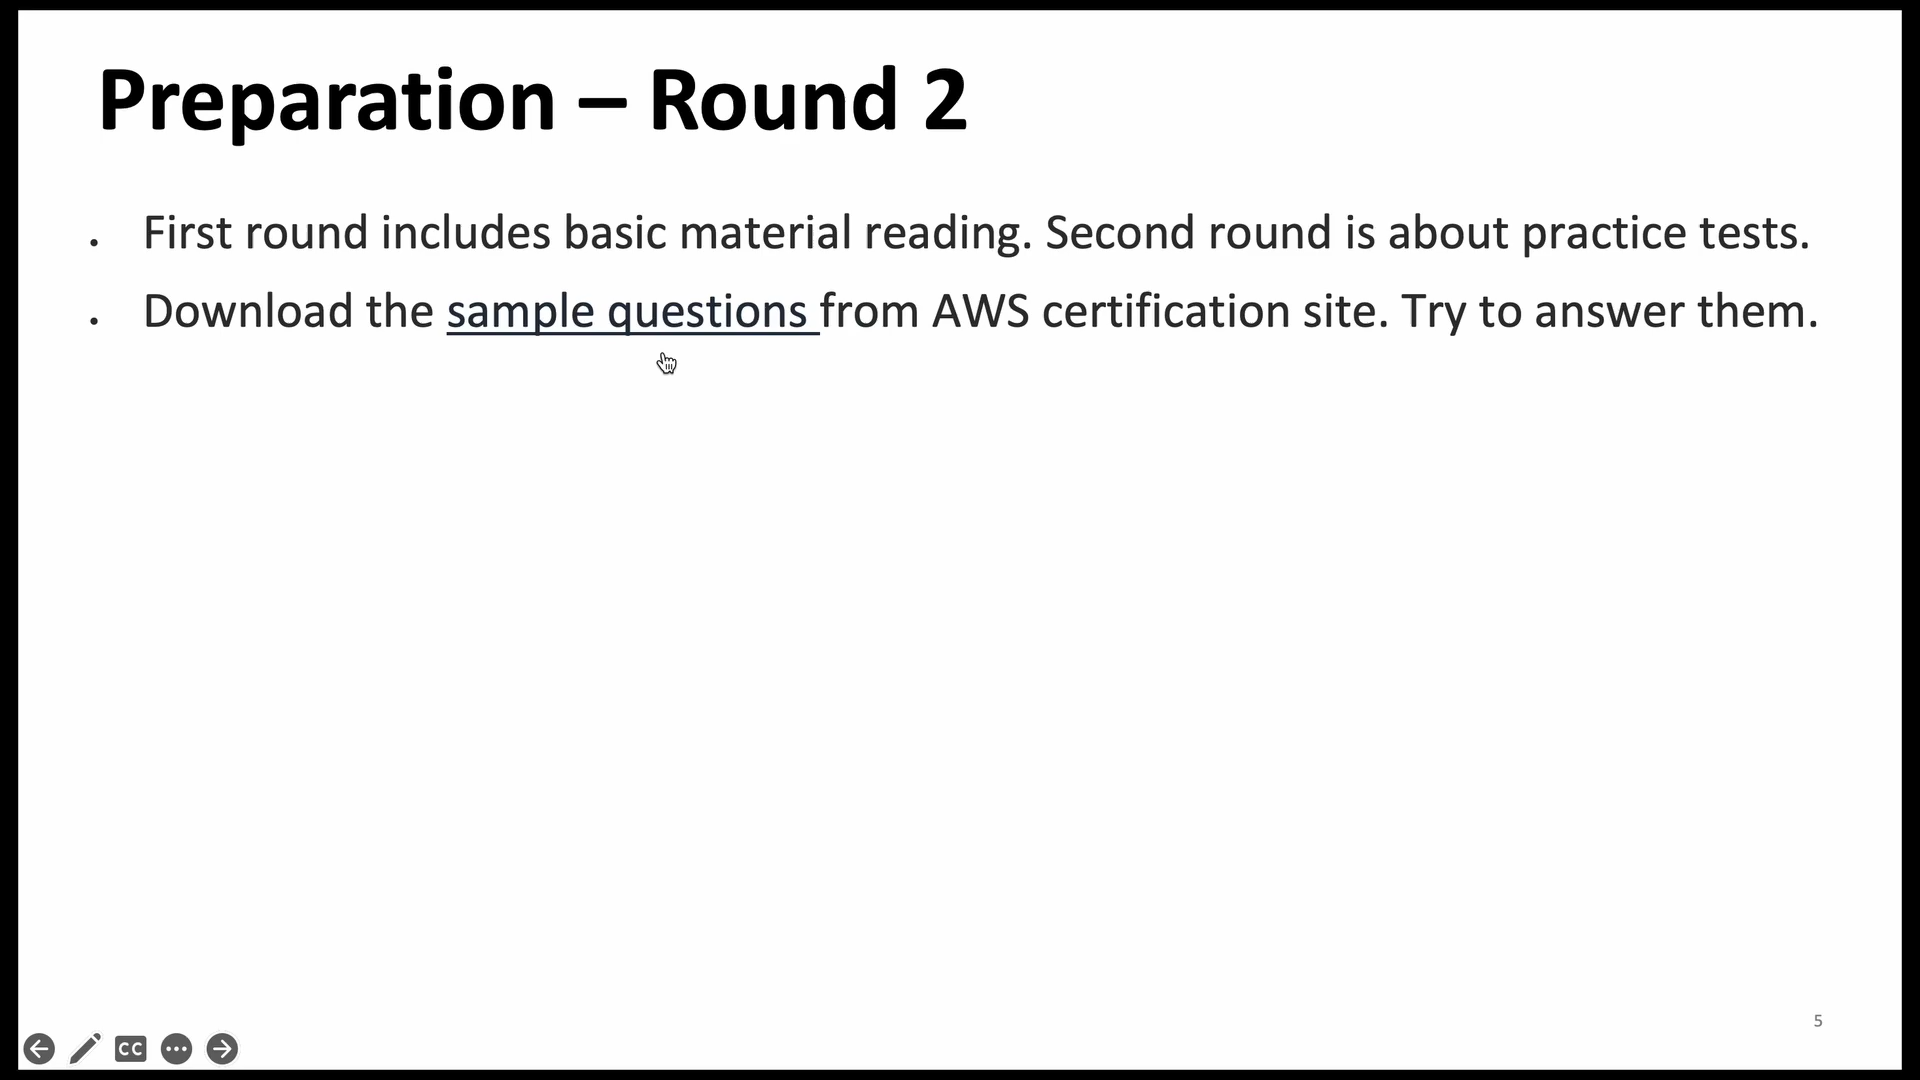 Preparation – Round 2
. First round includes basic material reading. Second round is about practice tests.
. Download the sample questions from AWS certification site. Try to answer them.
5
CC